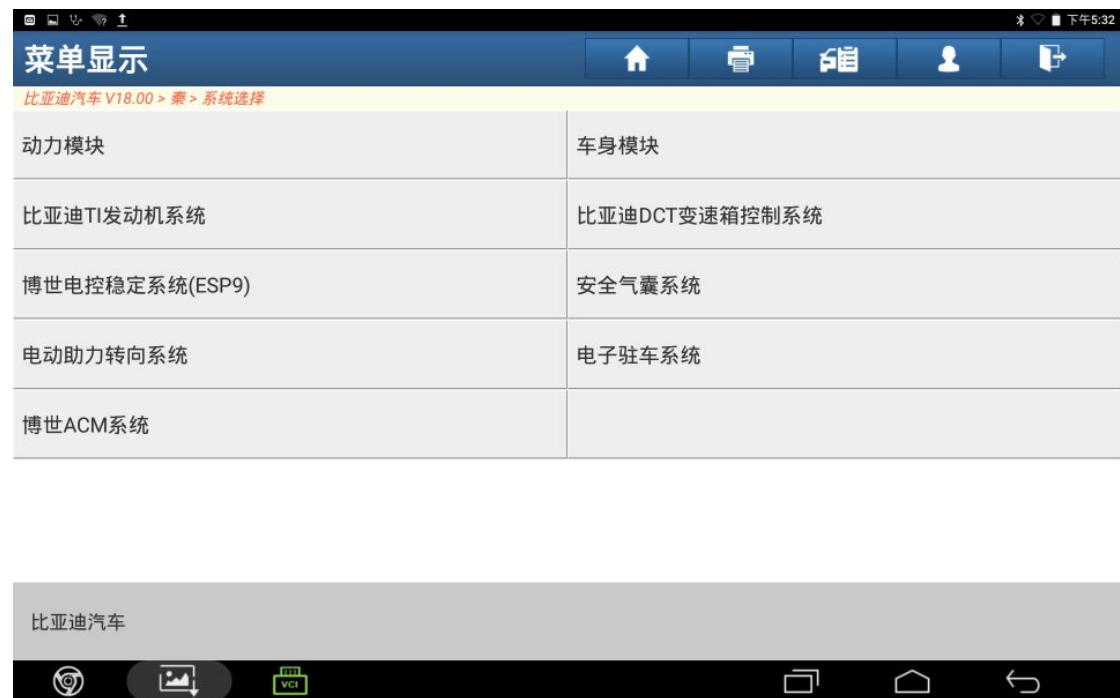 下午5:32
菜单显示
比亚迪汽车 V18.00 > 秦 > 系统选择
动力模块
车身模块
比亚迪TI发动机系统
比亚迪DCT变速箱控制系统
博世电控稳定系统(ESP9)
安全气囊系统
电动助力转向系统
电子驻车系统
博世ACM系统
比亚迪汽车
VCI